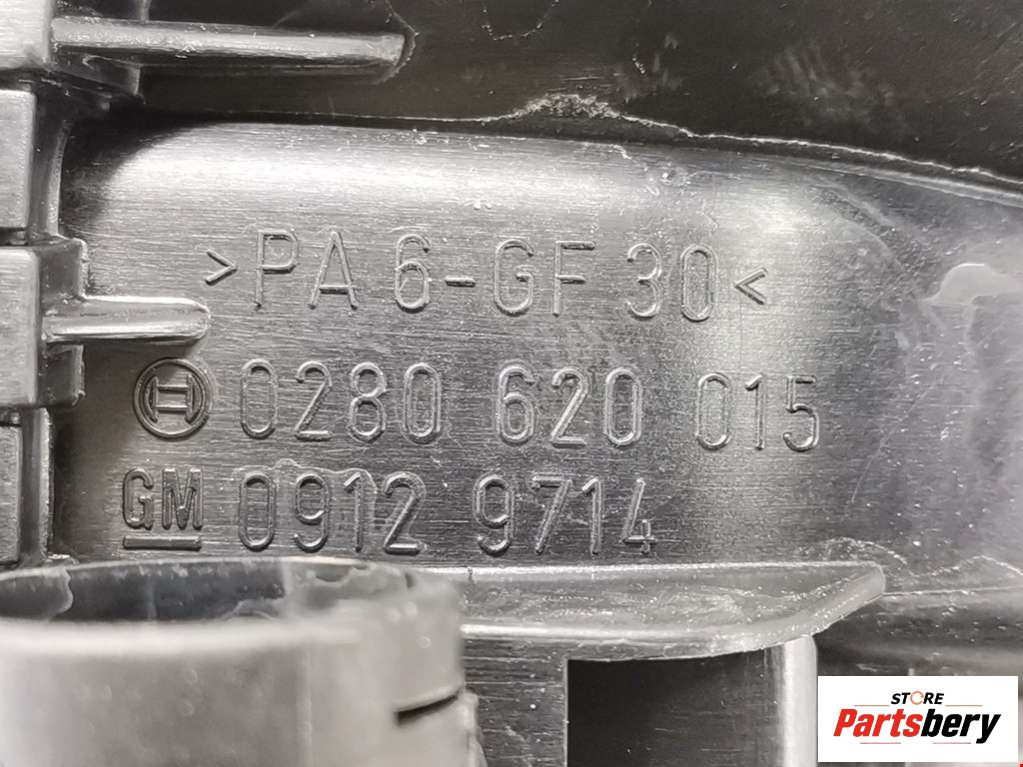 >PA 6-GF 30<
0280 620 015
GM 0912 9714
STORE
Partsbery